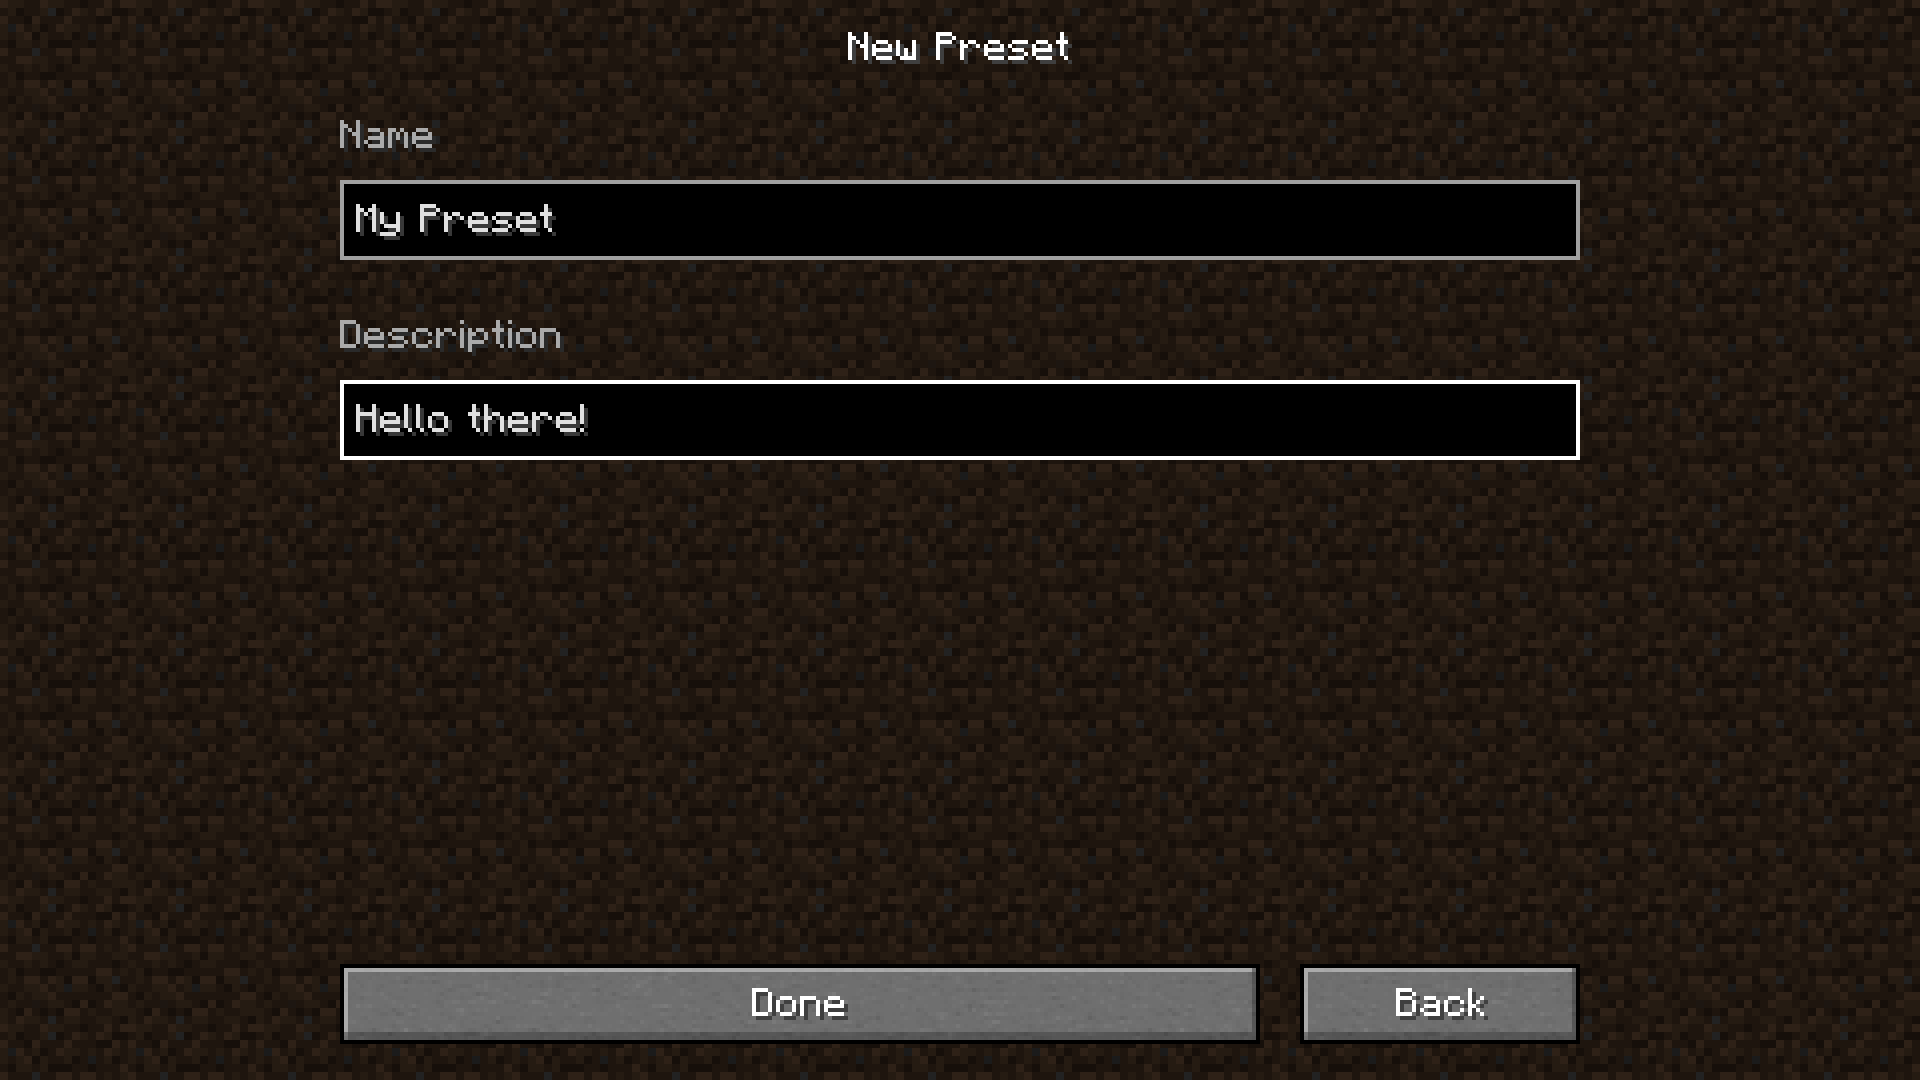 New Preset
Name
My Preset
Description
Hello there!
Done
Back